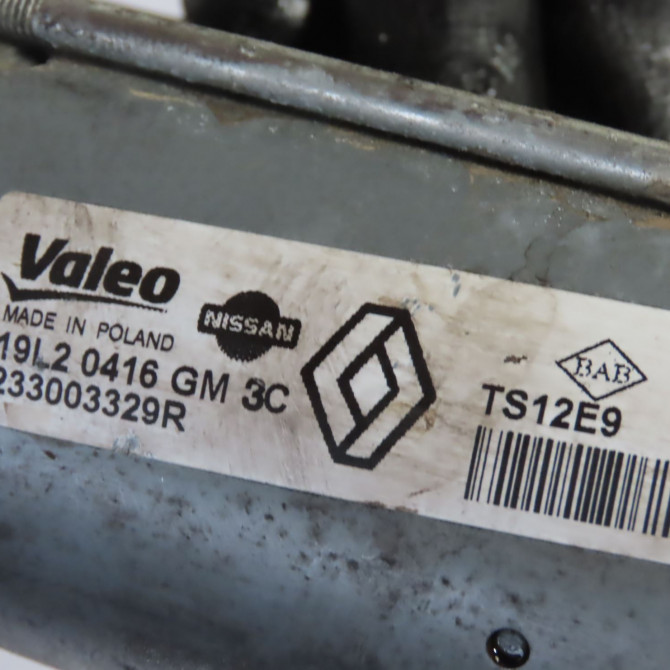 Valeo
MADE IN POLAND
NISSAN
19L2 0416 GM 3C
233003329R
BAB
TS12E9